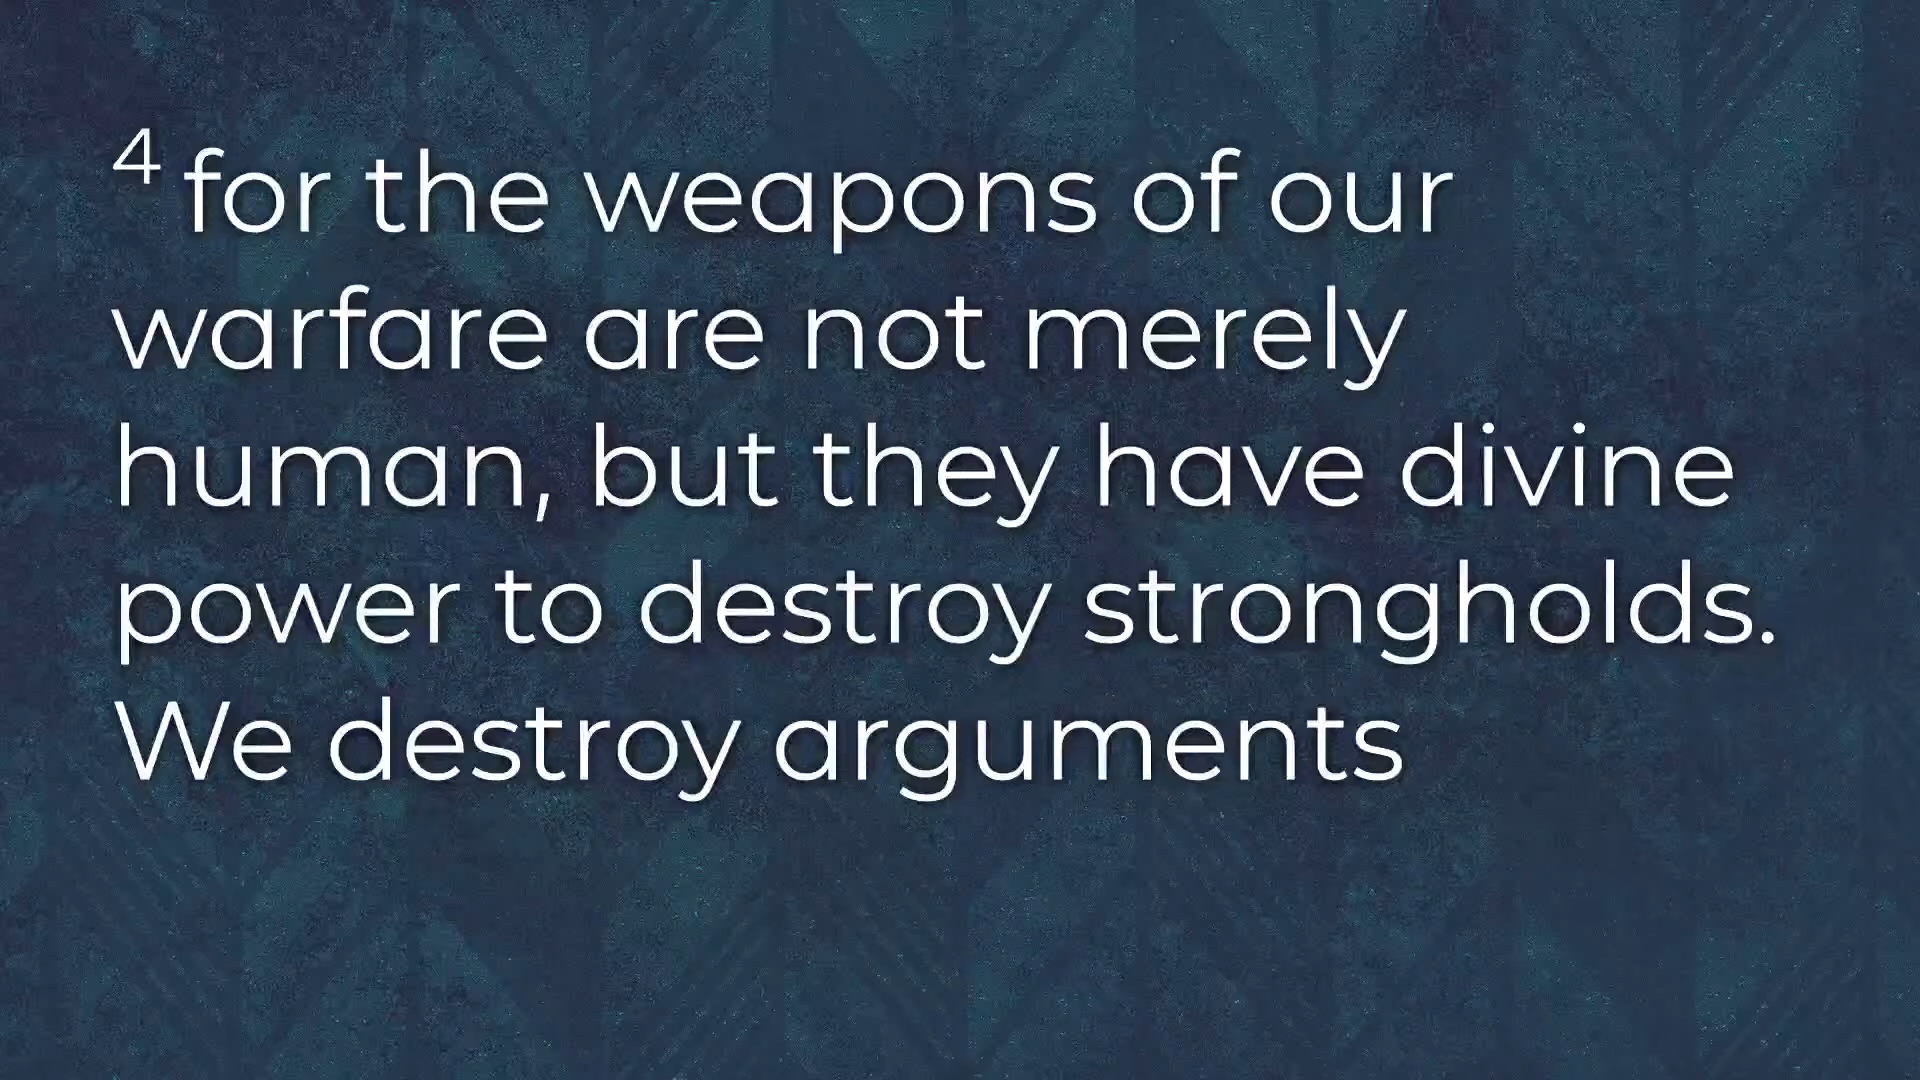 4 for the weapons of our
warfare are not merely
human, but they have divine
power to destroy strongholds.
We destroy arguments